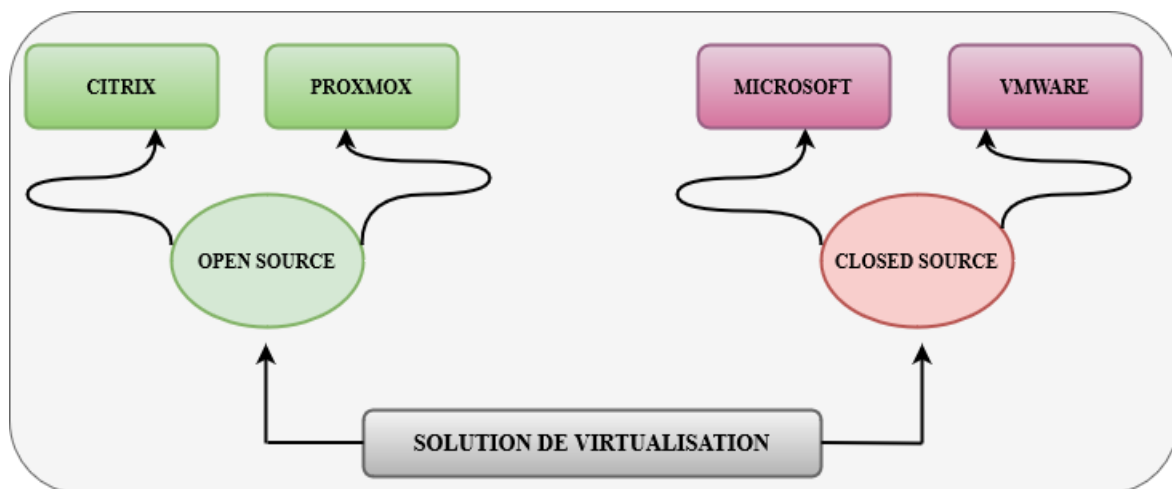 CITRIX
PROXMOX
MICROSOFT
VMWARE
OPEN SOURCE
CLOSED SOURCE
SOLUTION DE VIRTUALISATION